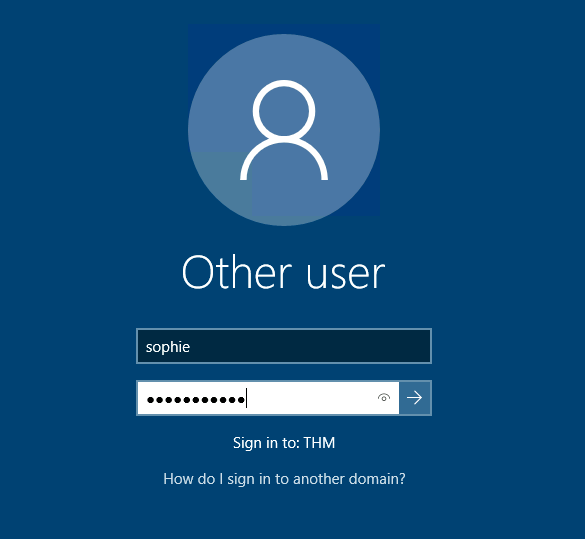 Other user
sophie
●●●●●●●●●●●
Sign in to: THM
How do I sign in to another domain?